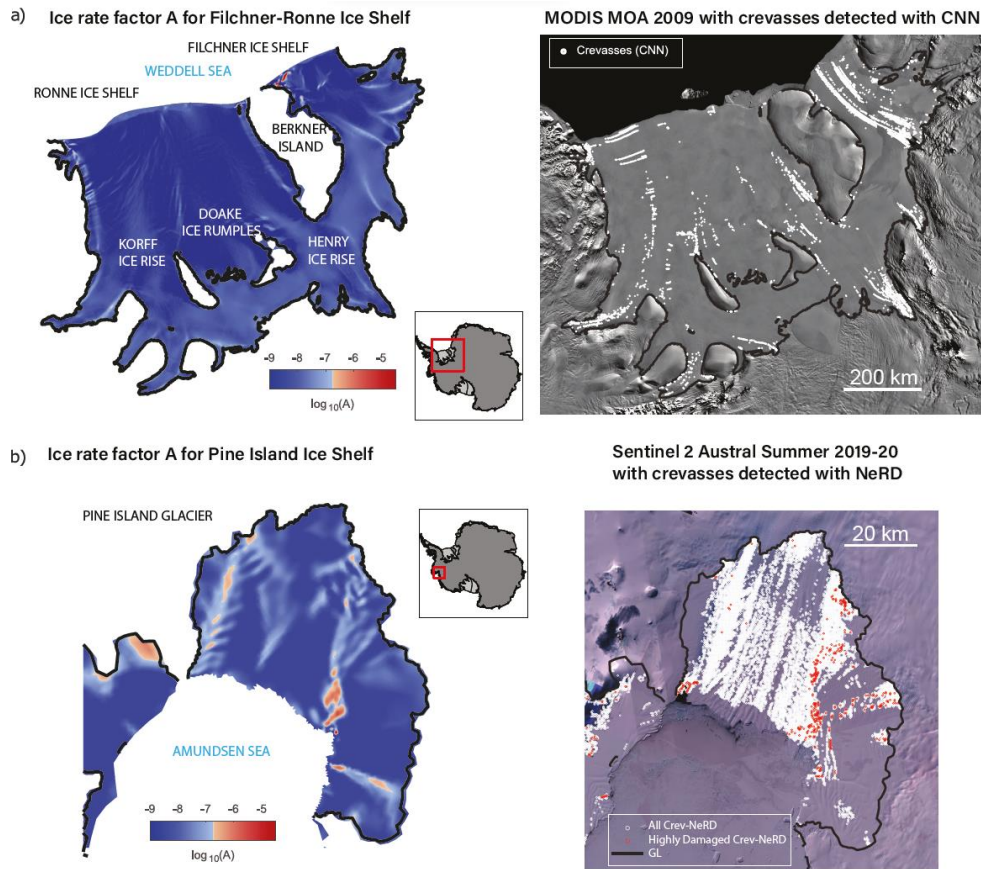 a)
Ice rate factor A for Filchner-Ronne Ice Shelf
MODIS MOA 2009 with crevasses detected with CNN
FILCHNER ICE SHELF
WEDDELL SEA
RONNE ICE SHELF
BERKNER
ISLAND
DOAKE
ICE RUMPLES
KORFF
ICE RISE
HENRY
ICE RISE
-9 -8 -7 -6 -5
log10(A)
Crevasses (CNN)
200 km
b)
Ice rate factor A for Pine Island Ice Shelf
Sentinel 2 Austral Summer 2019-20
with crevasses detected with NeRD
PINE ISLAND GLACIER
AMUNDSEN SEA
-9 -8 -7 -6 -5
log10(A)
20 km
All Crev-NeRD
Highly Damaged Crev-NeRD
GL